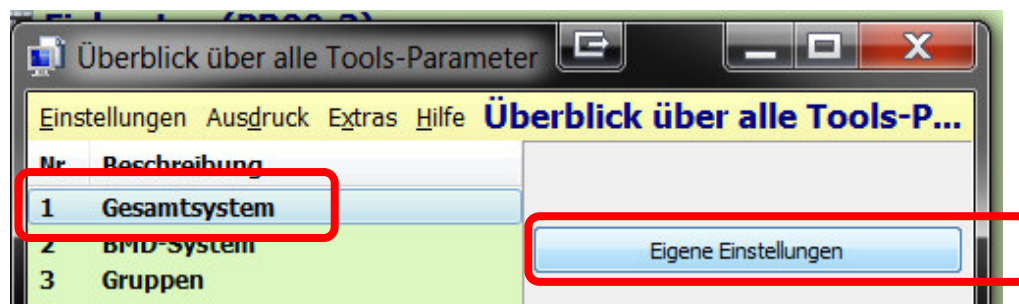 Überblick über alle Tools-Parameter
Einstellungen Ausdruck Extras Hilfe Überblick über alle Tools-P...
Nr Beschreibung
1 Gesamtsystem
Eigene Einstellungen
2 BMD-System
3 Gruppen